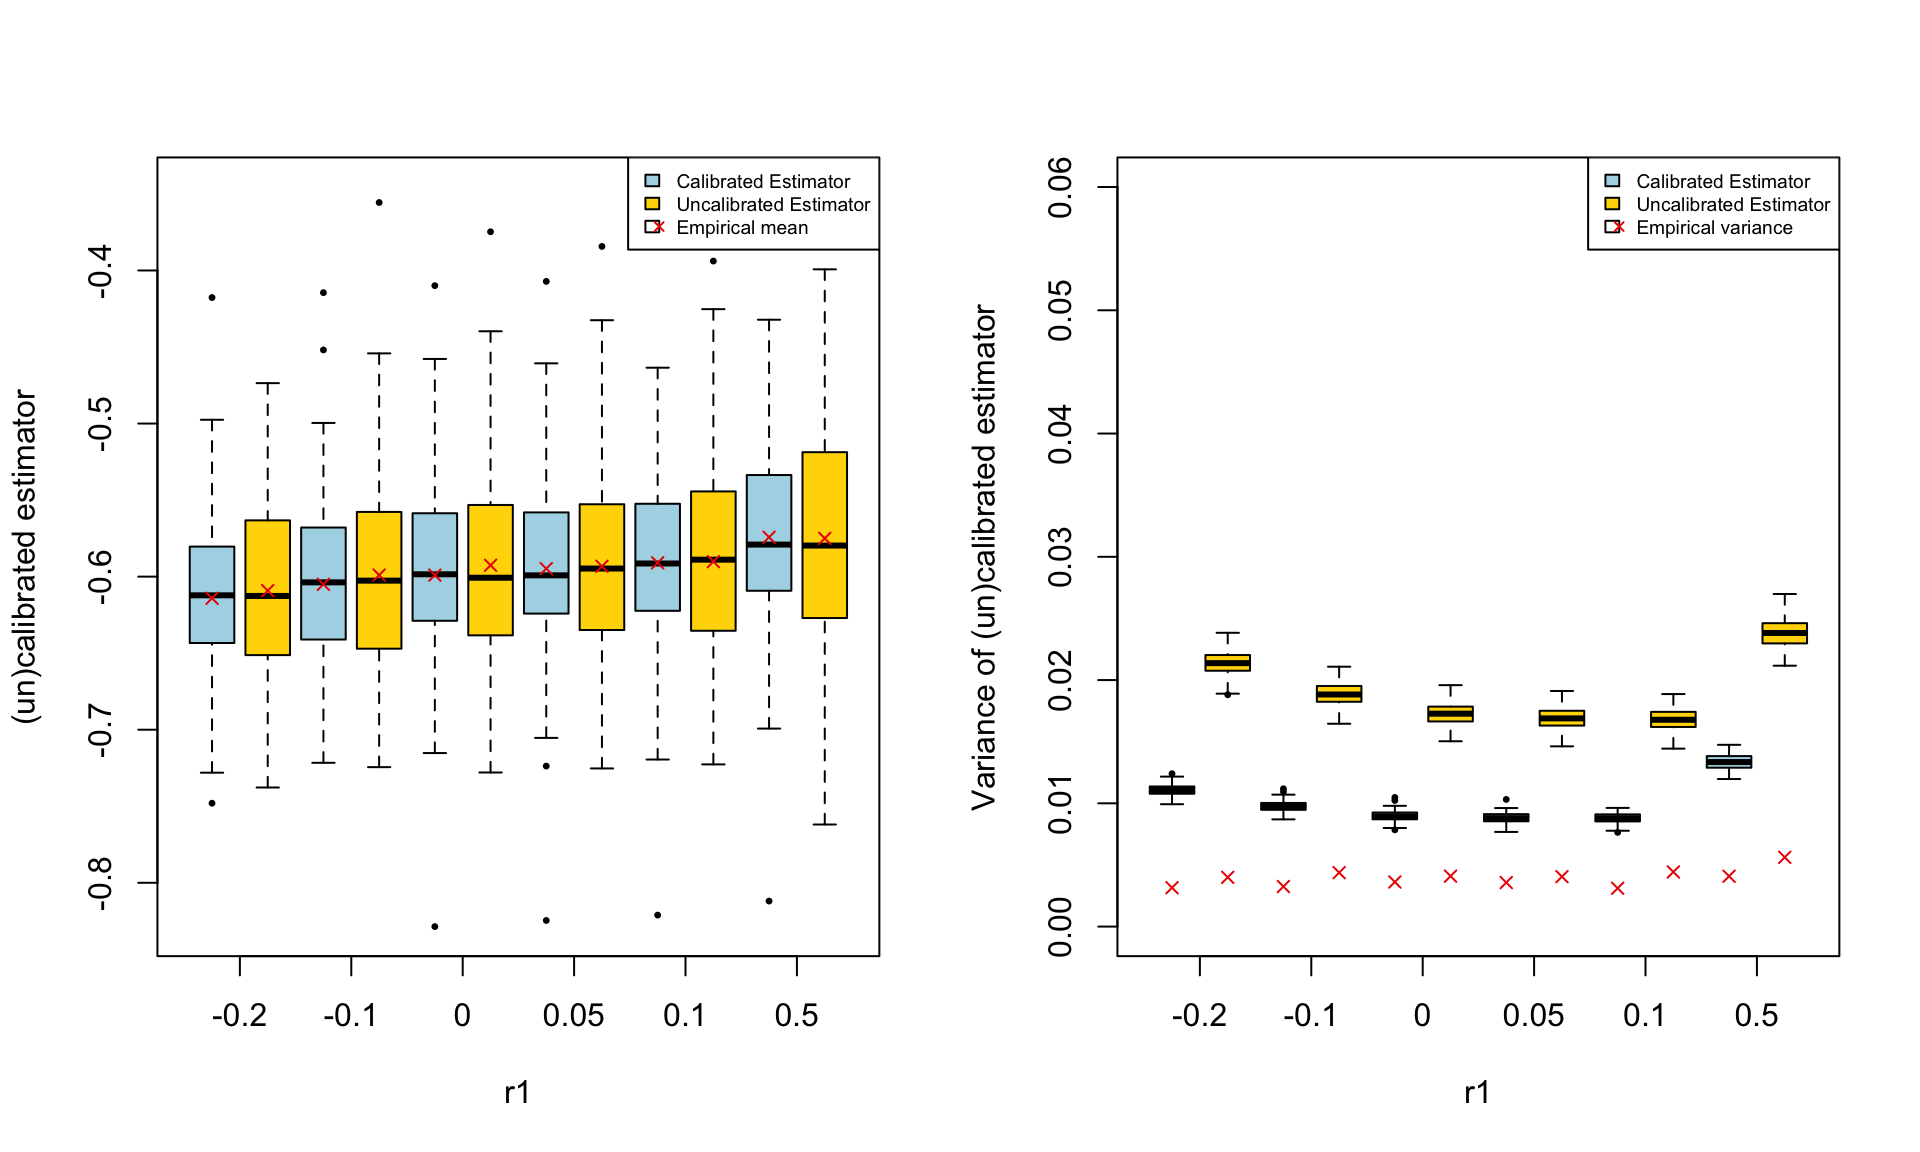 (un)calibrated estimator
-0.4
-0.5
-0.6
-0.7
-0.8
Calibrated Estimator
Uncalibrated Estimator
Empirical mean
-0.2 -0.1 0 0.05 0.1 0.5
r1
Variance of (un)calibrated estimator
0.06
0.05
0.04
0.03
0.02
0.01
0.00
Calibrated Estimator
Uncalibrated Estimator
Empirical variance
-0.2 -0.1 0 0.05 0.1 0.5
r1